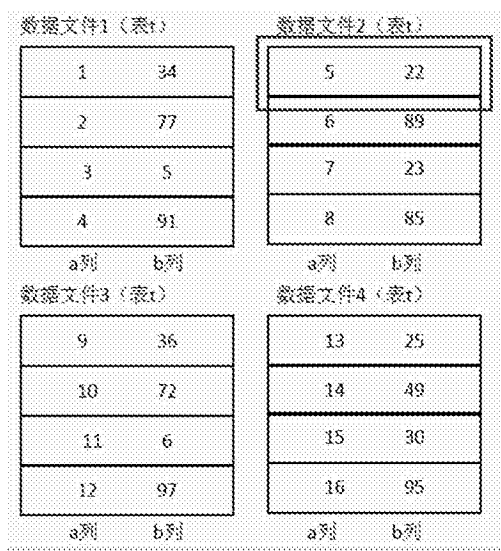 数据文件1（表t）
1 34
2 77
3 5
4 91
a列 b列
数据文件2（表t）
5 22
6 89
7 23
8 85
a列 b列
数据文件3（表t）
9 36
10 72
11 6
12 97
a列 b列
数据文件4（表t）
13 25
14 49
15 30
16 95
a列 b列